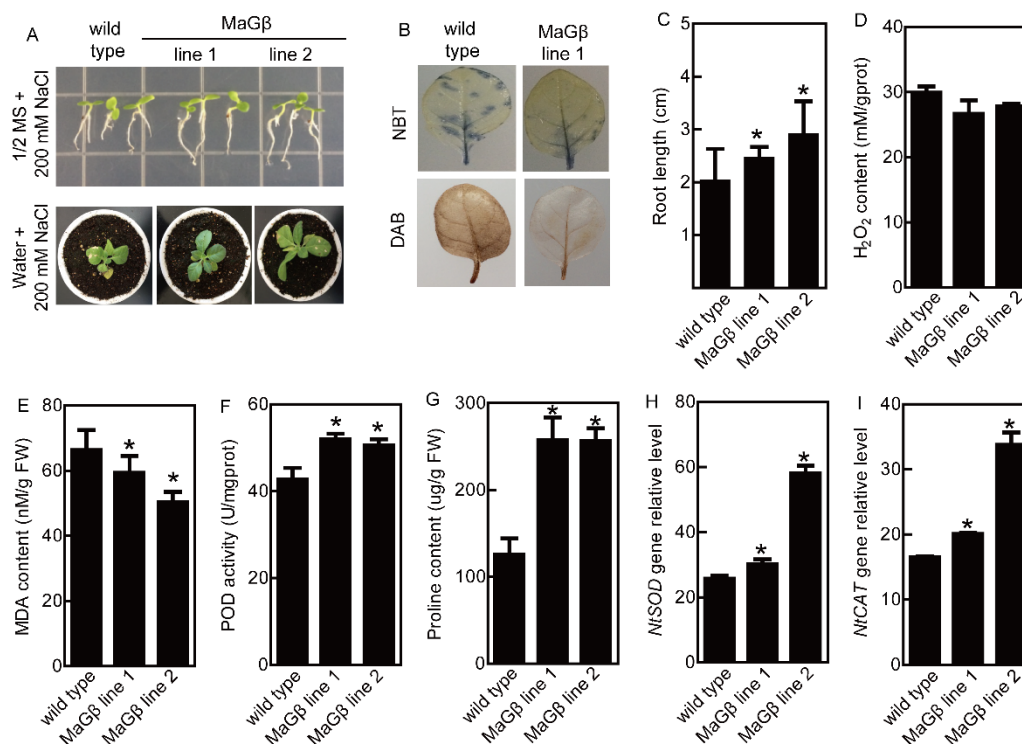 A
wild type
MaGβ
line 1
line 2
1/2 MS +
200 mM NaCl
Water +
200 mM NaCl
B
wild type
MaGβ
line 1
NBT
DAB
C
Root length (cm)
5
4
3
2
1
*
*
wild type
MaGβ line 1
MaGβ line 2
D
H₂O₂ content (mM/gprot)
40
30
20
10
0
wild type
MaGβ line 1
MaGβ line 2
E
MDA content (nM/g FW)
80
60
40
20
0
*
*
wild type
MaGβ line 1
MaGβ line 2
F
POD activity (U/mgprot)
60
40
20
0
*
*
wild type
MaGβ line 1
MaGβ line 2
G
Proline content (ug/g FW)
300
200
100
0
*
*
wild type
MaGβ line 1
MaGβ line 2
H
NtSOD gene relative level
80
60
40
20
0
*
*
wild type
MaGβ line 1
MaGβ line 2
I
NtCAT gene relative level
40
30
20
10
0
*
*
wild type
MaGβ line 1
MaGβ line 2